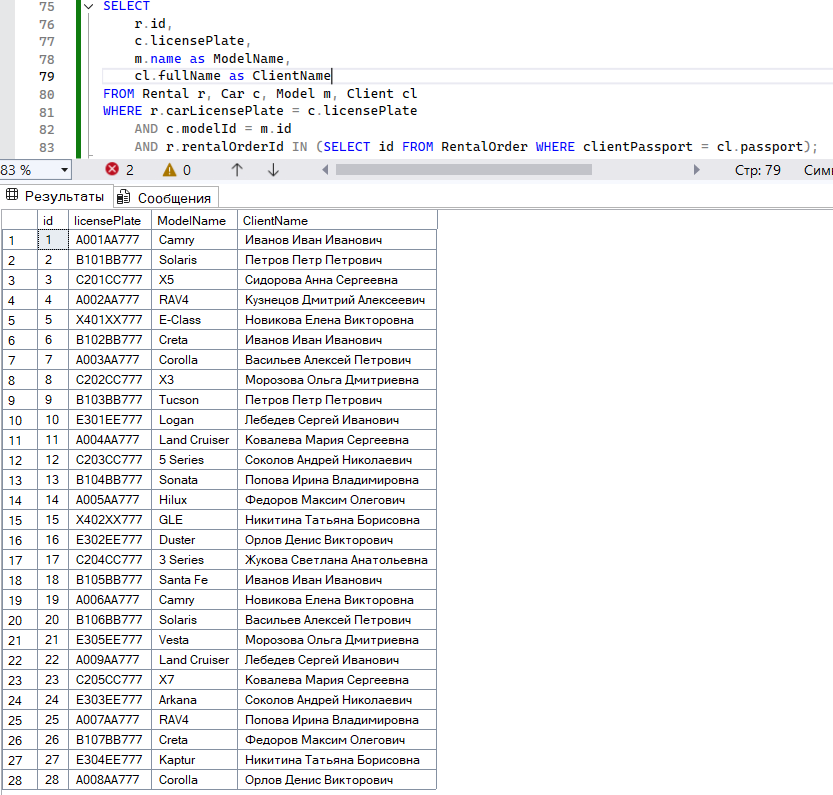 75 SELECT
76 r.id,
77 c.licensePlate,
78 m.name as ModelName,
79 cl.fullName as ClientName
80 FROM Rental r, Car c, Model m, Client cl
81 WHERE r.carLicensePlate = c.licensePlate
82 AND c.modelId = m.id
83 AND r.rentalOrderId IN (SELECT id FROM RentalOrder WHERE clientPassport = cl.passport);
83 % 2 0 Стр: 79 Сим
Результаты Сообщения
id licensePlate ModelName ClientName
1 1 A001AA777 Camry Иванов Иван Иванович
2 2 B101BB777 Solaris Петров Петр Петрович
3 3 C201CC777 X5 Сидорова Анна Сергеевна
4 4 A002AA777 RAV4 Кузнецов Дмитрий Алексеевич
5 5 X401XX777 E-Class Новикова Елена Викторовна
6 6 B102BB777 Creta Иванов Иван Иванович
7 7 A003AA777 Corolla Васильев Алексей Петрович
8 8 C202CC777 X3 Морозова Ольга Дмитриевна
9 9 B103BB777 Tucson Петров Петр Петрович
10 10 E301EE777 Logan Лебедев Сергей Иванович
11 11 A004AA777 Land Cruiser Ковалева Мария Сергеевна
12 12 C203CC777 5 Series Соколов Андрей Николаевич
13 13 B104BB777 Sonata Попова Ирина Владимировна
14 14 A005AA777 Hilux Федоров Максим Олегович
15 15 X402XX777 GLE Никитина Татьяна Борисовна
16 16 E302EE777 Duster Орлов Денис Викторович
17 17 C204CC777 3 Series Жукова Светлана Анатольевна
18 18 B105BB777 Santa Fe Иванов Иван Иванович
19 19 A006AA777 Camry Новикова Елена Викторовна
20 20 B106BB777 Solaris Васильев Алексей Петрович
21 21 E305EE777 Vesta Морозова Ольга Дмитриевна
22 22 A009AA777 Land Cruiser Лебедев Сергей Иванович
23 23 C205CC777 X7 Ковалева Мария Сергеевна
24 24 E303EE777 Arkana Соколов Андрей Николаевич
25 25 A007AA777 RAV4 Попова Ирина Владимировна
26 26 B107BB777 Creta Федоров Максим Олегович
27 27 E304EE777 Kaptur Никитина Татьяна Борисовна
28 28 A008AA777 Corolla Орлов Денис Викторович